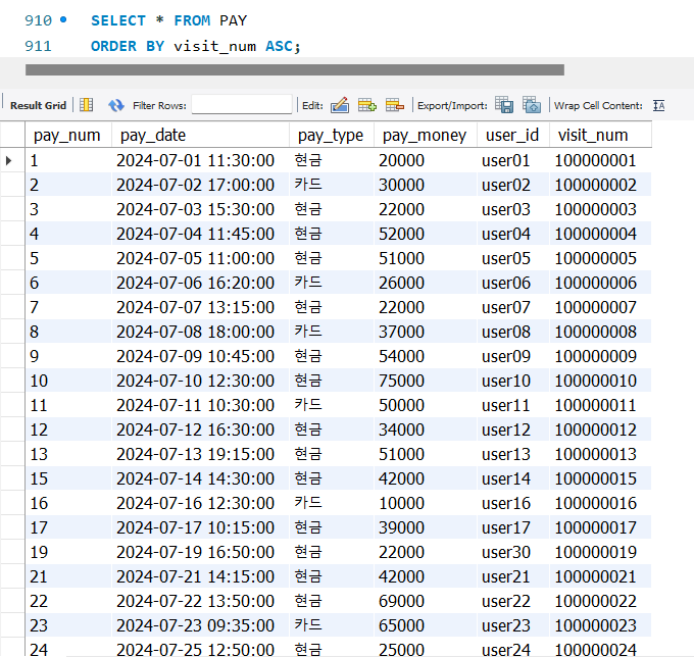 910 SELECT * FROM PAY
911 ORDER BY visit_num ASC;
Result Grid Filter Rows: Edit: Export/Import: Wrap Cell Content: IA
pay_num pay_date pay_type pay_money user_id visit_num
1 2024-07-01 11:30:00 현금 20000 user01 100000001
2 2024-07-02 17:00:00 카드 30000 user02 100000002
3 2024-07-03 15:30:00 현금 22000 user03 100000003
4 2024-07-04 11:45:00 현금 52000 user04 100000004
5 2024-07-05 11:00:00 현금 51000 user05 100000005
6 2024-07-06 16:20:00 카드 26000 user06 100000006
7 2024-07-07 13:15:00 현금 22000 user07 100000007
8 2024-07-08 18:00:00 카드 37000 user08 100000008
9 2024-07-09 10:45:00 현금 54000 user09 100000009
10 2024-07-10 12:30:00 현금 75000 user10 100000010
11 2024-07-11 10:30:00 카드 50000 user11 100000011
12 2024-07-12 16:30:00 현금 34000 user12 100000012
13 2024-07-13 19:15:00 현금 51000 user13 100000013
15 2024-07-14 14:30:00 현금 42000 user14 100000015
16 2024-07-16 12:30:00 카드 10000 user16 100000016
17 2024-07-17 10:15:00 현금 39000 user17 100000017
19 2024-07-19 16:50:00 현금 22000 user30 100000019
21 2024-07-21 14:15:00 현금 42000 user21 100000021
22 2024-07-22 13:50:00 현금 69000 user22 100000022
23 2024-07-23 09:35:00 카드 65000 user23 100000023
24 2024-07-25 12:50:00 현금 25000 user24 100000024